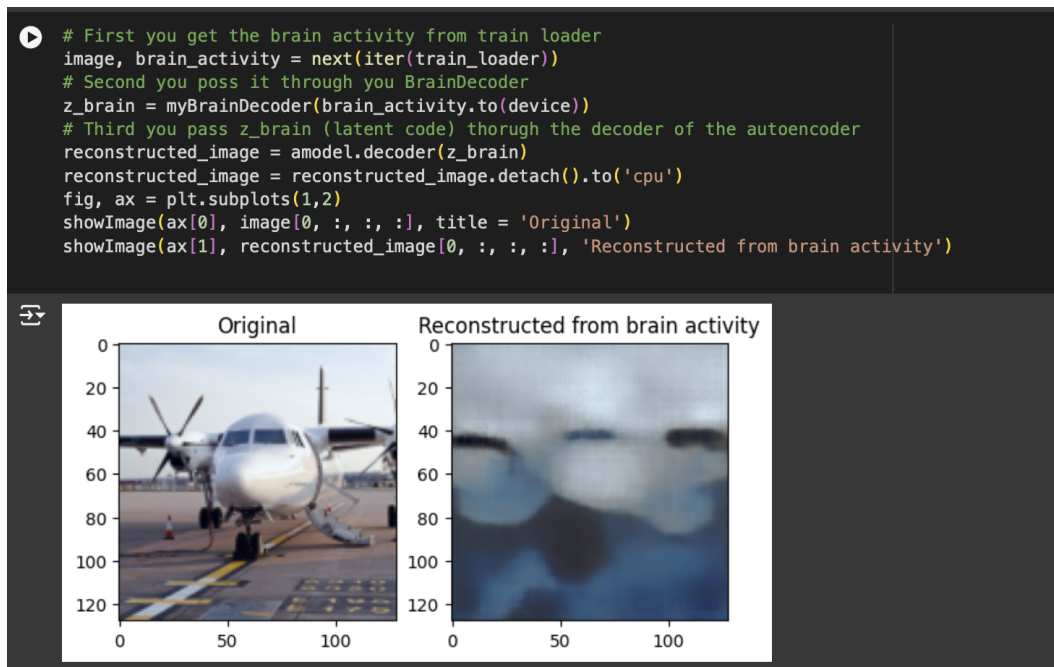 # First you get the brain activity from train loader
image, brain_activity = next(iter(train_loader))
# Second you poss it through you BrainDecoder
z_brain = myBrainDecoder(brain_activity.to(device))
# Third you pass z_brain (latent code) thorugh the decoder of the autoencoder
reconstructed_image = amodel.decoder(z_brain)
reconstructed_image = reconstructed_image.detach().to('cpu')
fig, ax = plt.subplots(1,2)
showImage(ax[0], image[0, :, :, :], title = 'Original')
showImage(ax[1], reconstructed_image[0, :, :, :], 'Reconstructed from brain activity')
Original
0
20
40
60
80
100
120
0 50 100
Reconstructed from brain activity
0
20
40
60
80
100
120
0 50 100